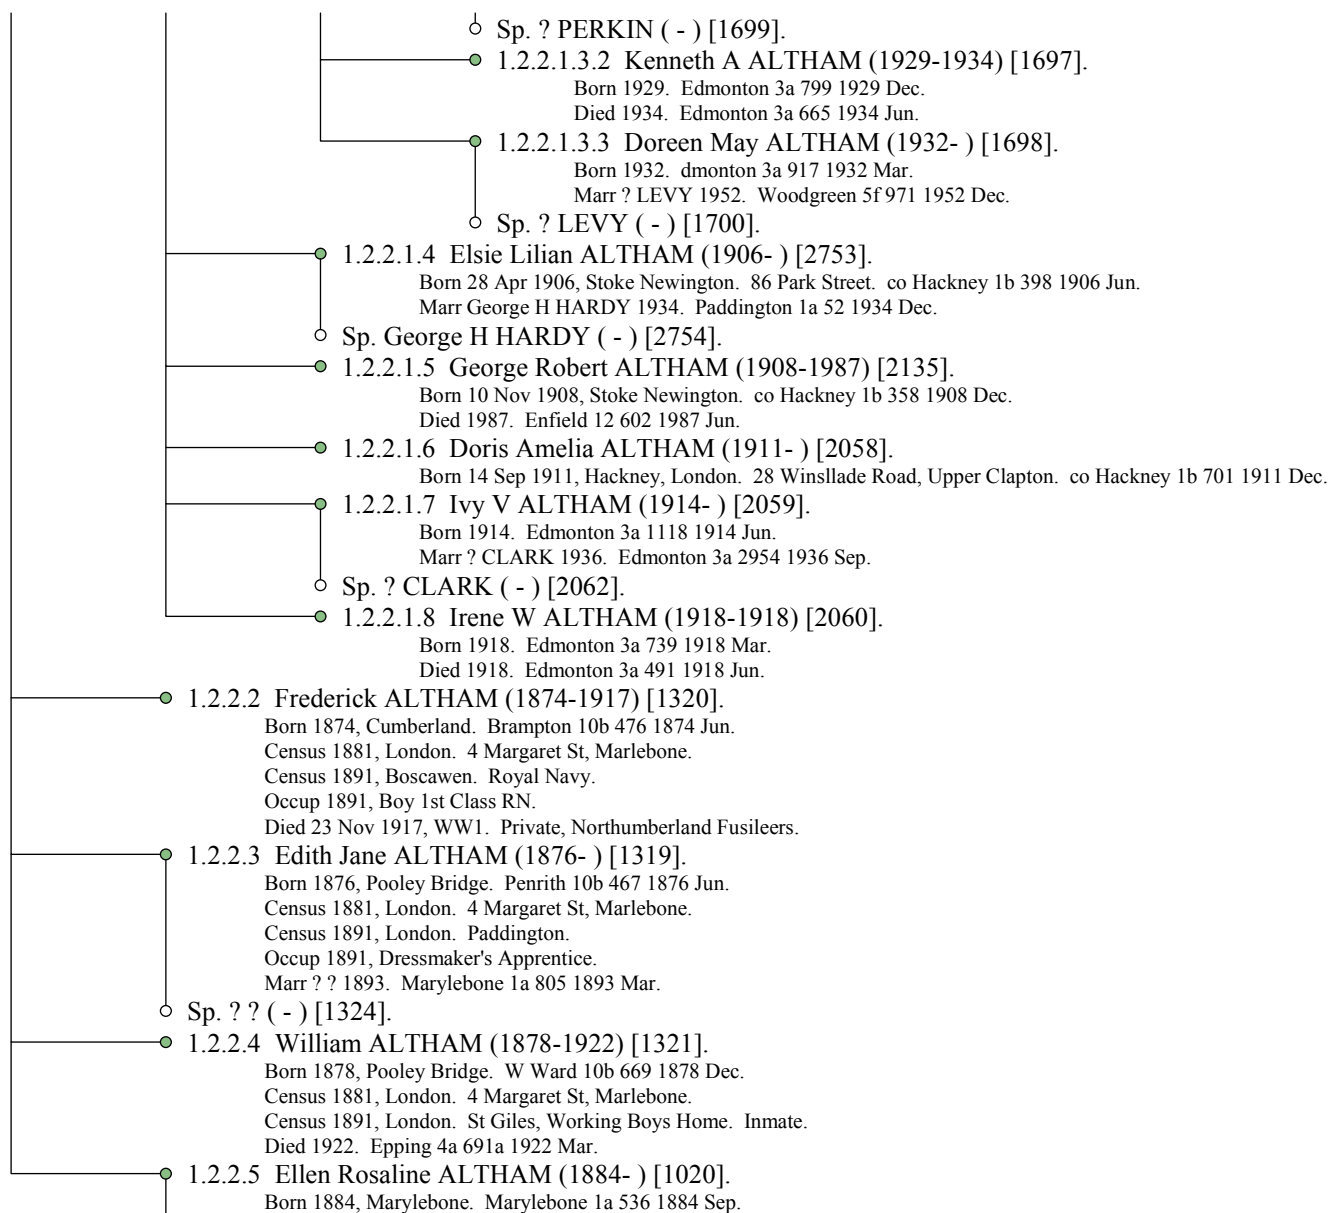 Sp. ? PERKIN ( - ) [1699].
1.2.2.1.3.2 Kenneth A ALTHAM (1929-1934) [1697].
Born 1929. Edmonton 3a 799 1929 Dec.
Died 1934. Edmonton 3a 665 1934 Jun.
1.2.2.1.3.3 Doreen May ALTHAM (1932- ) [1698].
Born 1932. dmonton 3a 917 1932 Mar.
Marr ? LEVY 1952. Woodgreen 5f 971 1952 Dec.
Sp. ? LEVY ( - ) [1700].
1.2.2.1.4 Elsie Lilian ALTHAM (1906- ) [2753].
Born 28 Apr 1906, Stoke Newington. 86 Park Street. co Hackney 1b 398 1906 Jun.
Marr George H HARDY 1934. Paddington 1a 52 1934 Dec.
Sp. George H HARDY ( - ) [2754].
1.2.2.1.5 George Robert ALTHAM (1908-1987) [2135].
Born 10 Nov 1908, Stoke Newington. co Hackney 1b 358 1908 Dec.
Died 1987. Enfield 12 602 1987 Jun.
1.2.2.1.6 Doris Amelia ALTHAM (1911- ) [2058].
Born 14 Sep 1911, Hackney, London. 28 Winsllade Road, Upper Clapton. co Hackney 1b 701 1911 Dec.
1.2.2.1.7 Ivy V ALTHAM (1914- ) [2059].
Born 1914. Edmonton 3a 1118 1914 Jun.
Marr ? CLARK 1936. Edmonton 3a 2954 1936 Sep.
Sp. ? CLARK ( - ) [2062].
1.2.2.1.8 Irene W ALTHAM (1918-1918) [2060].
Born 1918. Edmonton 3a 739 1918 Mar.
Died 1918. Edmonton 3a 491 1918 Jun.
1.2.2.2 Frederick ALTHAM (1874-1917) [1320].
Born 1874, Cumberland. Brampton 10b 476 1874 Jun.
Census 1881, London. 4 Margaret St, Marlebone.
Census 1891, Boscawen. Royal Navy.
Occup 1891, Boy 1st Class RN.
Died 23 Nov 1917, WW1. Private, Northumberland Fusileers.
1.2.2.3 Edith Jane ALTHAM (1876- ) [1319].
Born 1876, Pooley Bridge. Penrith 10b 467 1876 Jun.
Census 1881, London. 4 Margaret St, Marlebone.
Census 1891, London. Paddington.
Occup 1891, Dressmaker's Apprentice.
Marr ? ? 1893. Marylebone 1a 805 1893 Mar.
Sp. ? ? ( - ) [1324].
1.2.2.4 William ALTHAM (1878-1922) [1321].
Born 1878, Pooley Bridge. W Ward 10b 669 1878 Dec.
Census 1881, London. 4 Margaret St, Marlebone.
Census 1891, London. St Giles, Working Boys Home. Inmate.
Died 1922. Epping 4a 691a 1922 Mar.
1.2.2.5 Ellen Rosaline ALTHAM (1884- ) [1020].
Born 1884, Marylebone. Marylebone 1a 536 1884 Sep.